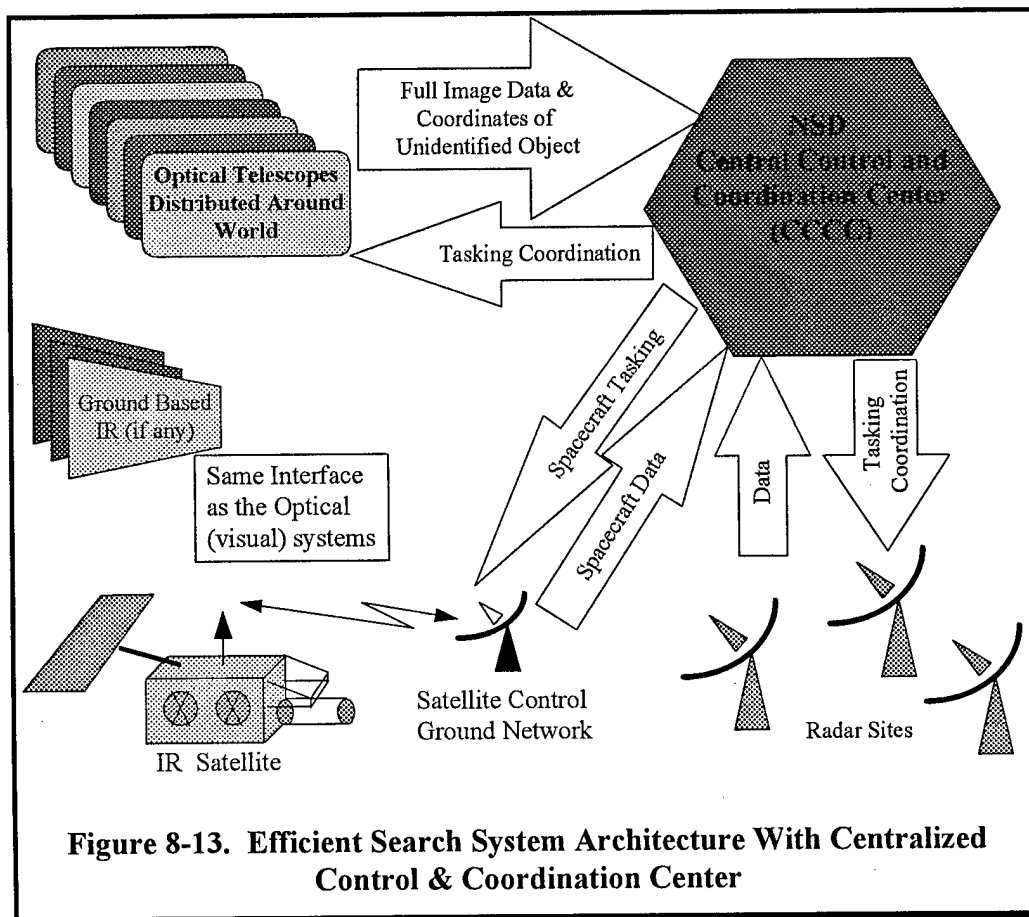 Full Image Data &
Coordinates of
Unidentified Object
NSD
Central Control and
Coordination Center
(CCCC)
Optical Telescopes
Distributed Around
World
Tasking Coordination
Ground Based
IR (if any)
Same Interface
as the Optical
(visual) systems
Spacecraft Tasking
Spacecraft Data
Data
Tasking
Coordination
Satellite Control
Ground Network
Radar Sites
IR Satellite
Figure 8-13. Efficient Search System Architecture With Centralized
Control & Coordination Center